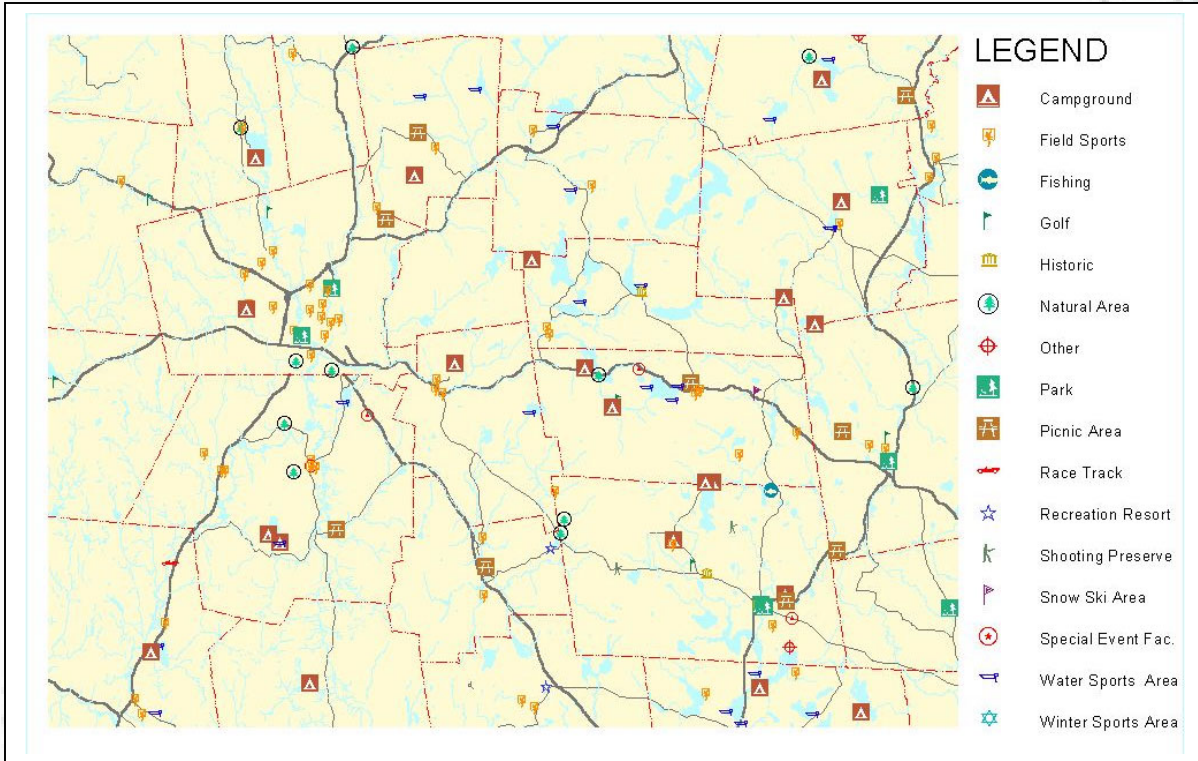 LEGEND
Campground
Field Sports
Fishing
Golf
Historic
Natural Area
Other
Park
Picnic Area
Race Track
Recreation Resort
Shooting Preserve
Snow Ski Area
Special Event Fac.
Water Sports Area
Winter Sports Area